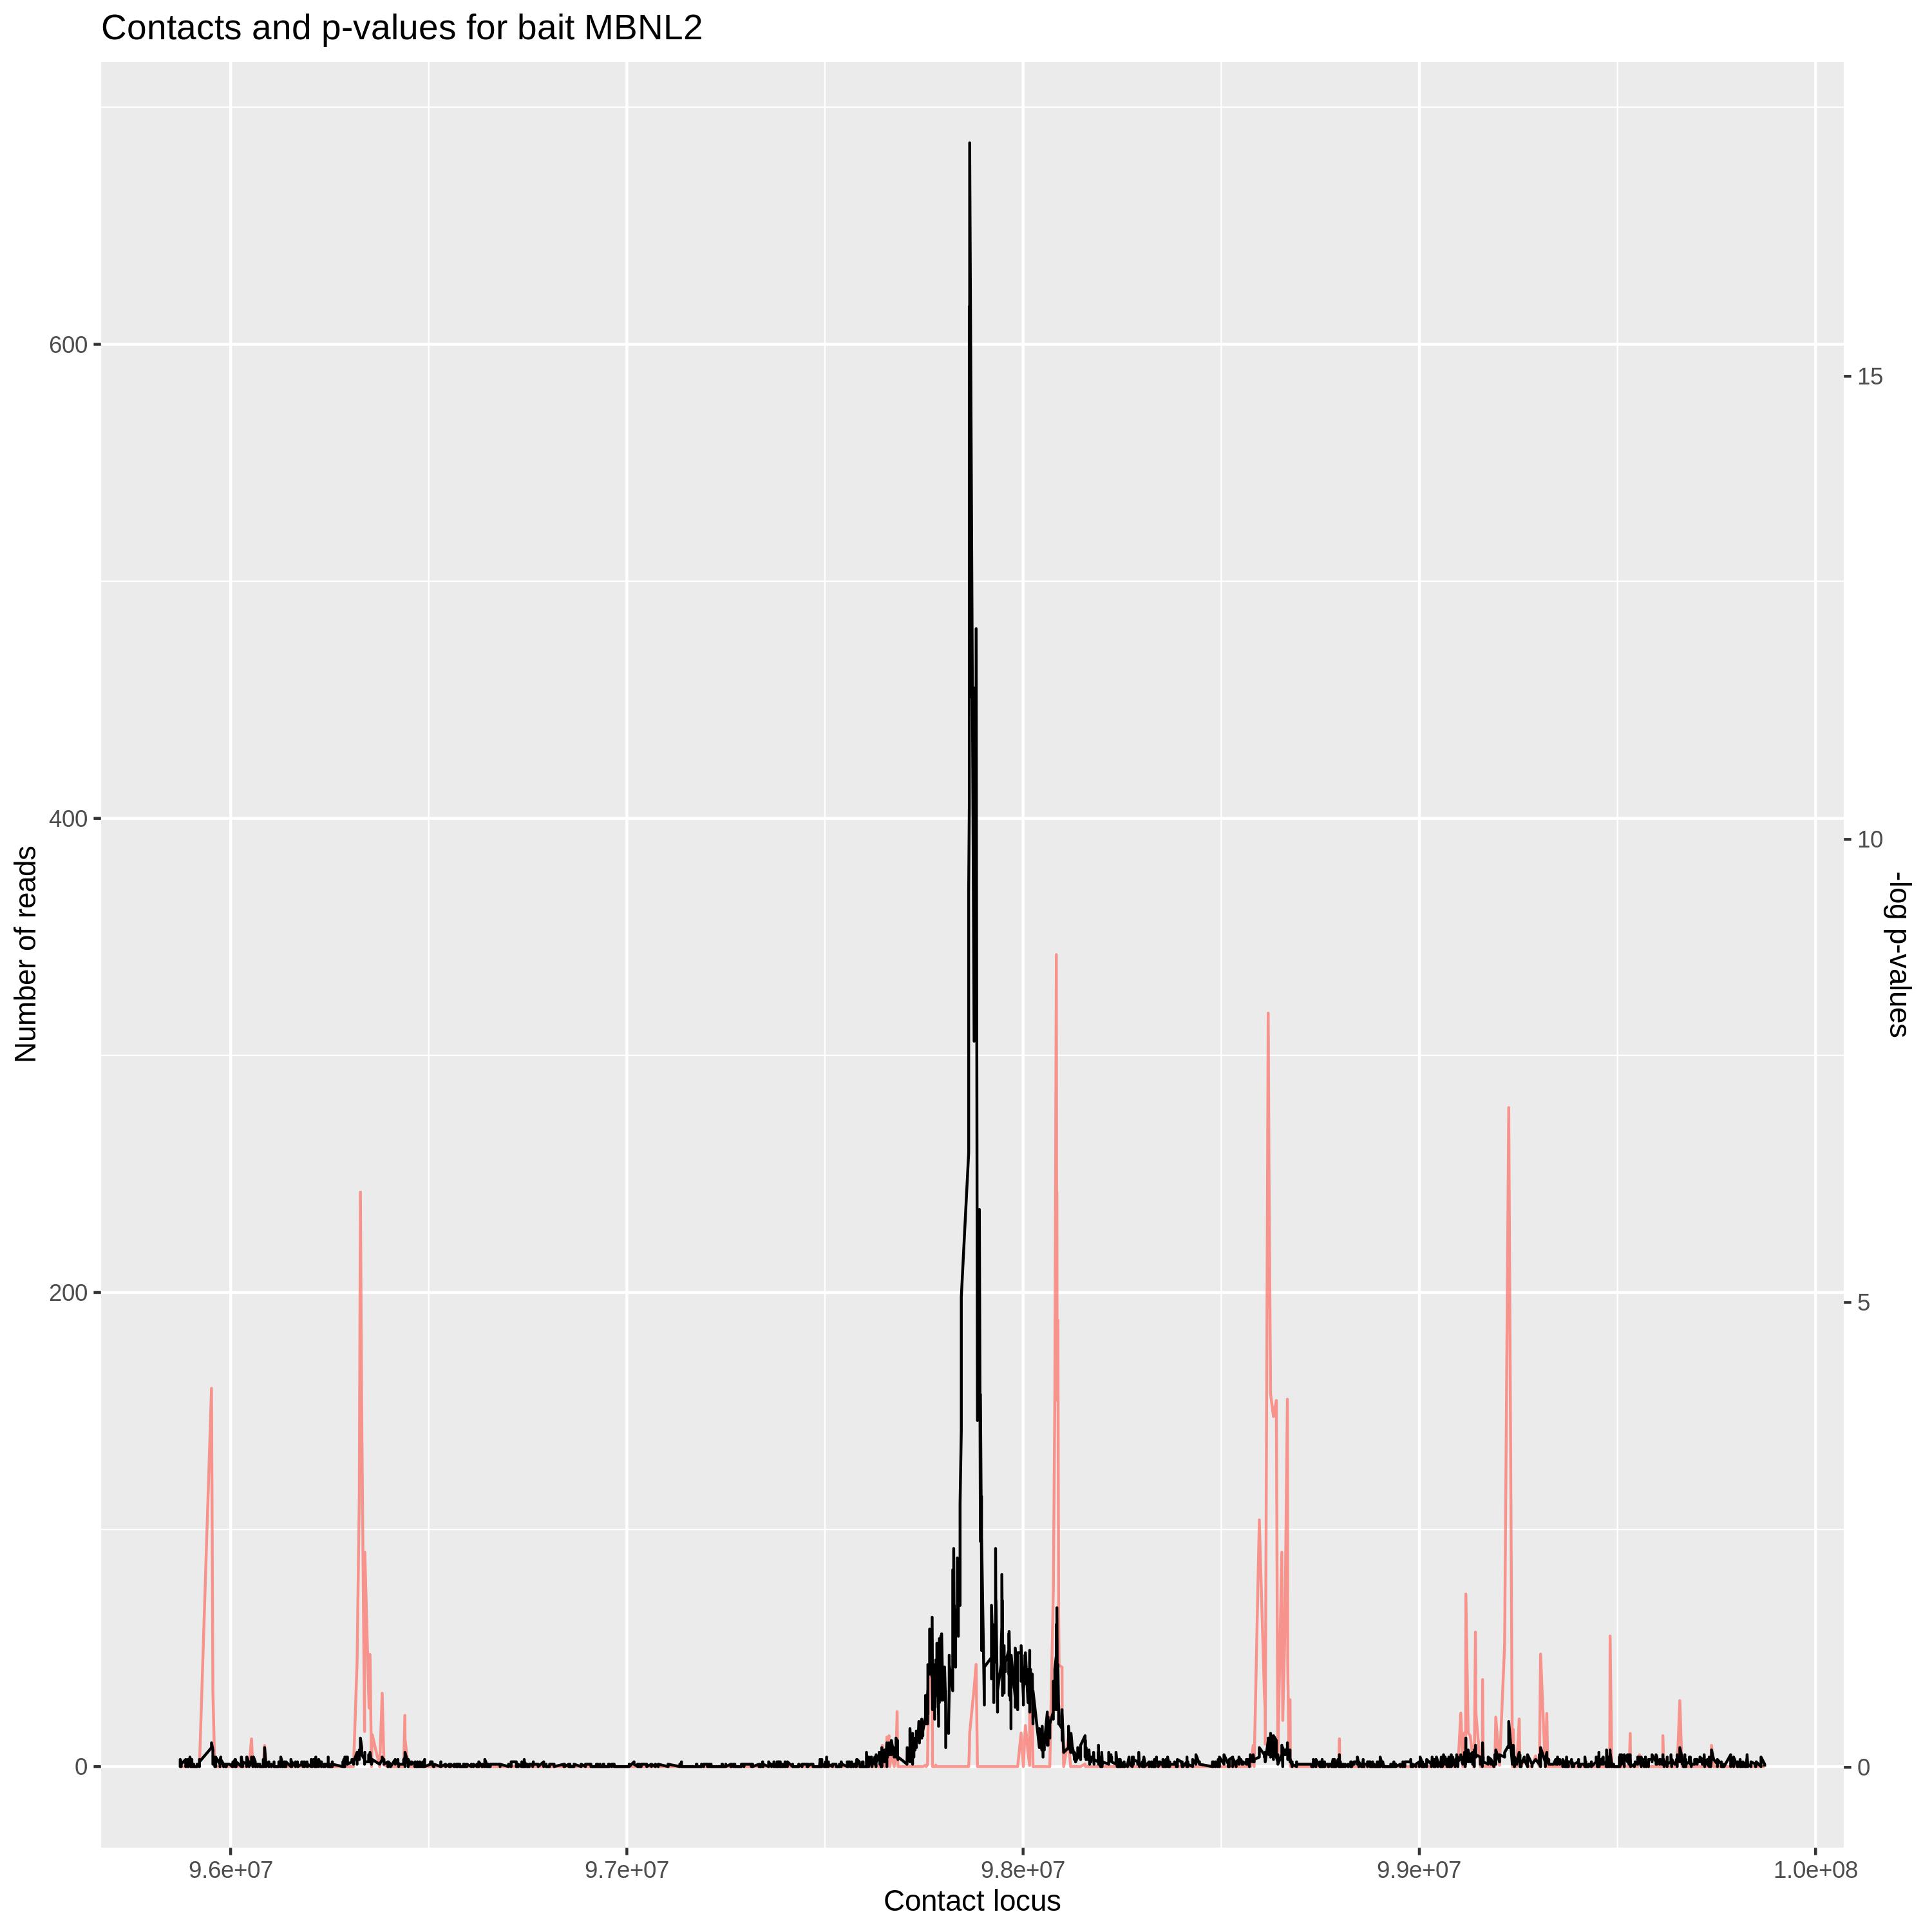 Contacts and p-values for bait MBNL2
600
400
200
0
Number of reads
15
10
5
0
-log p-values
9.6e+07
9.7e+07
9.8e+07
9.9e+07
1.0e+08
Contact locus